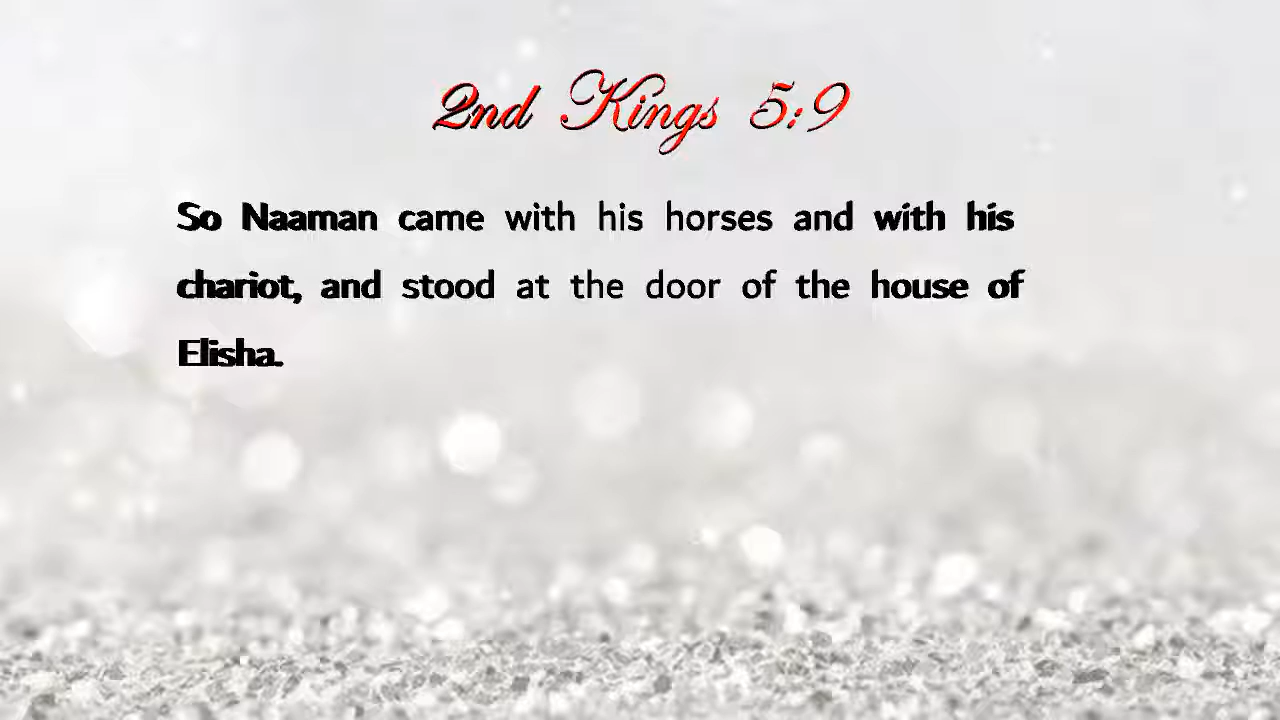 2nd Kings 5:9
So Naaman came with his horses and with his
chariot, and stood at the door of the house of
Elisha.